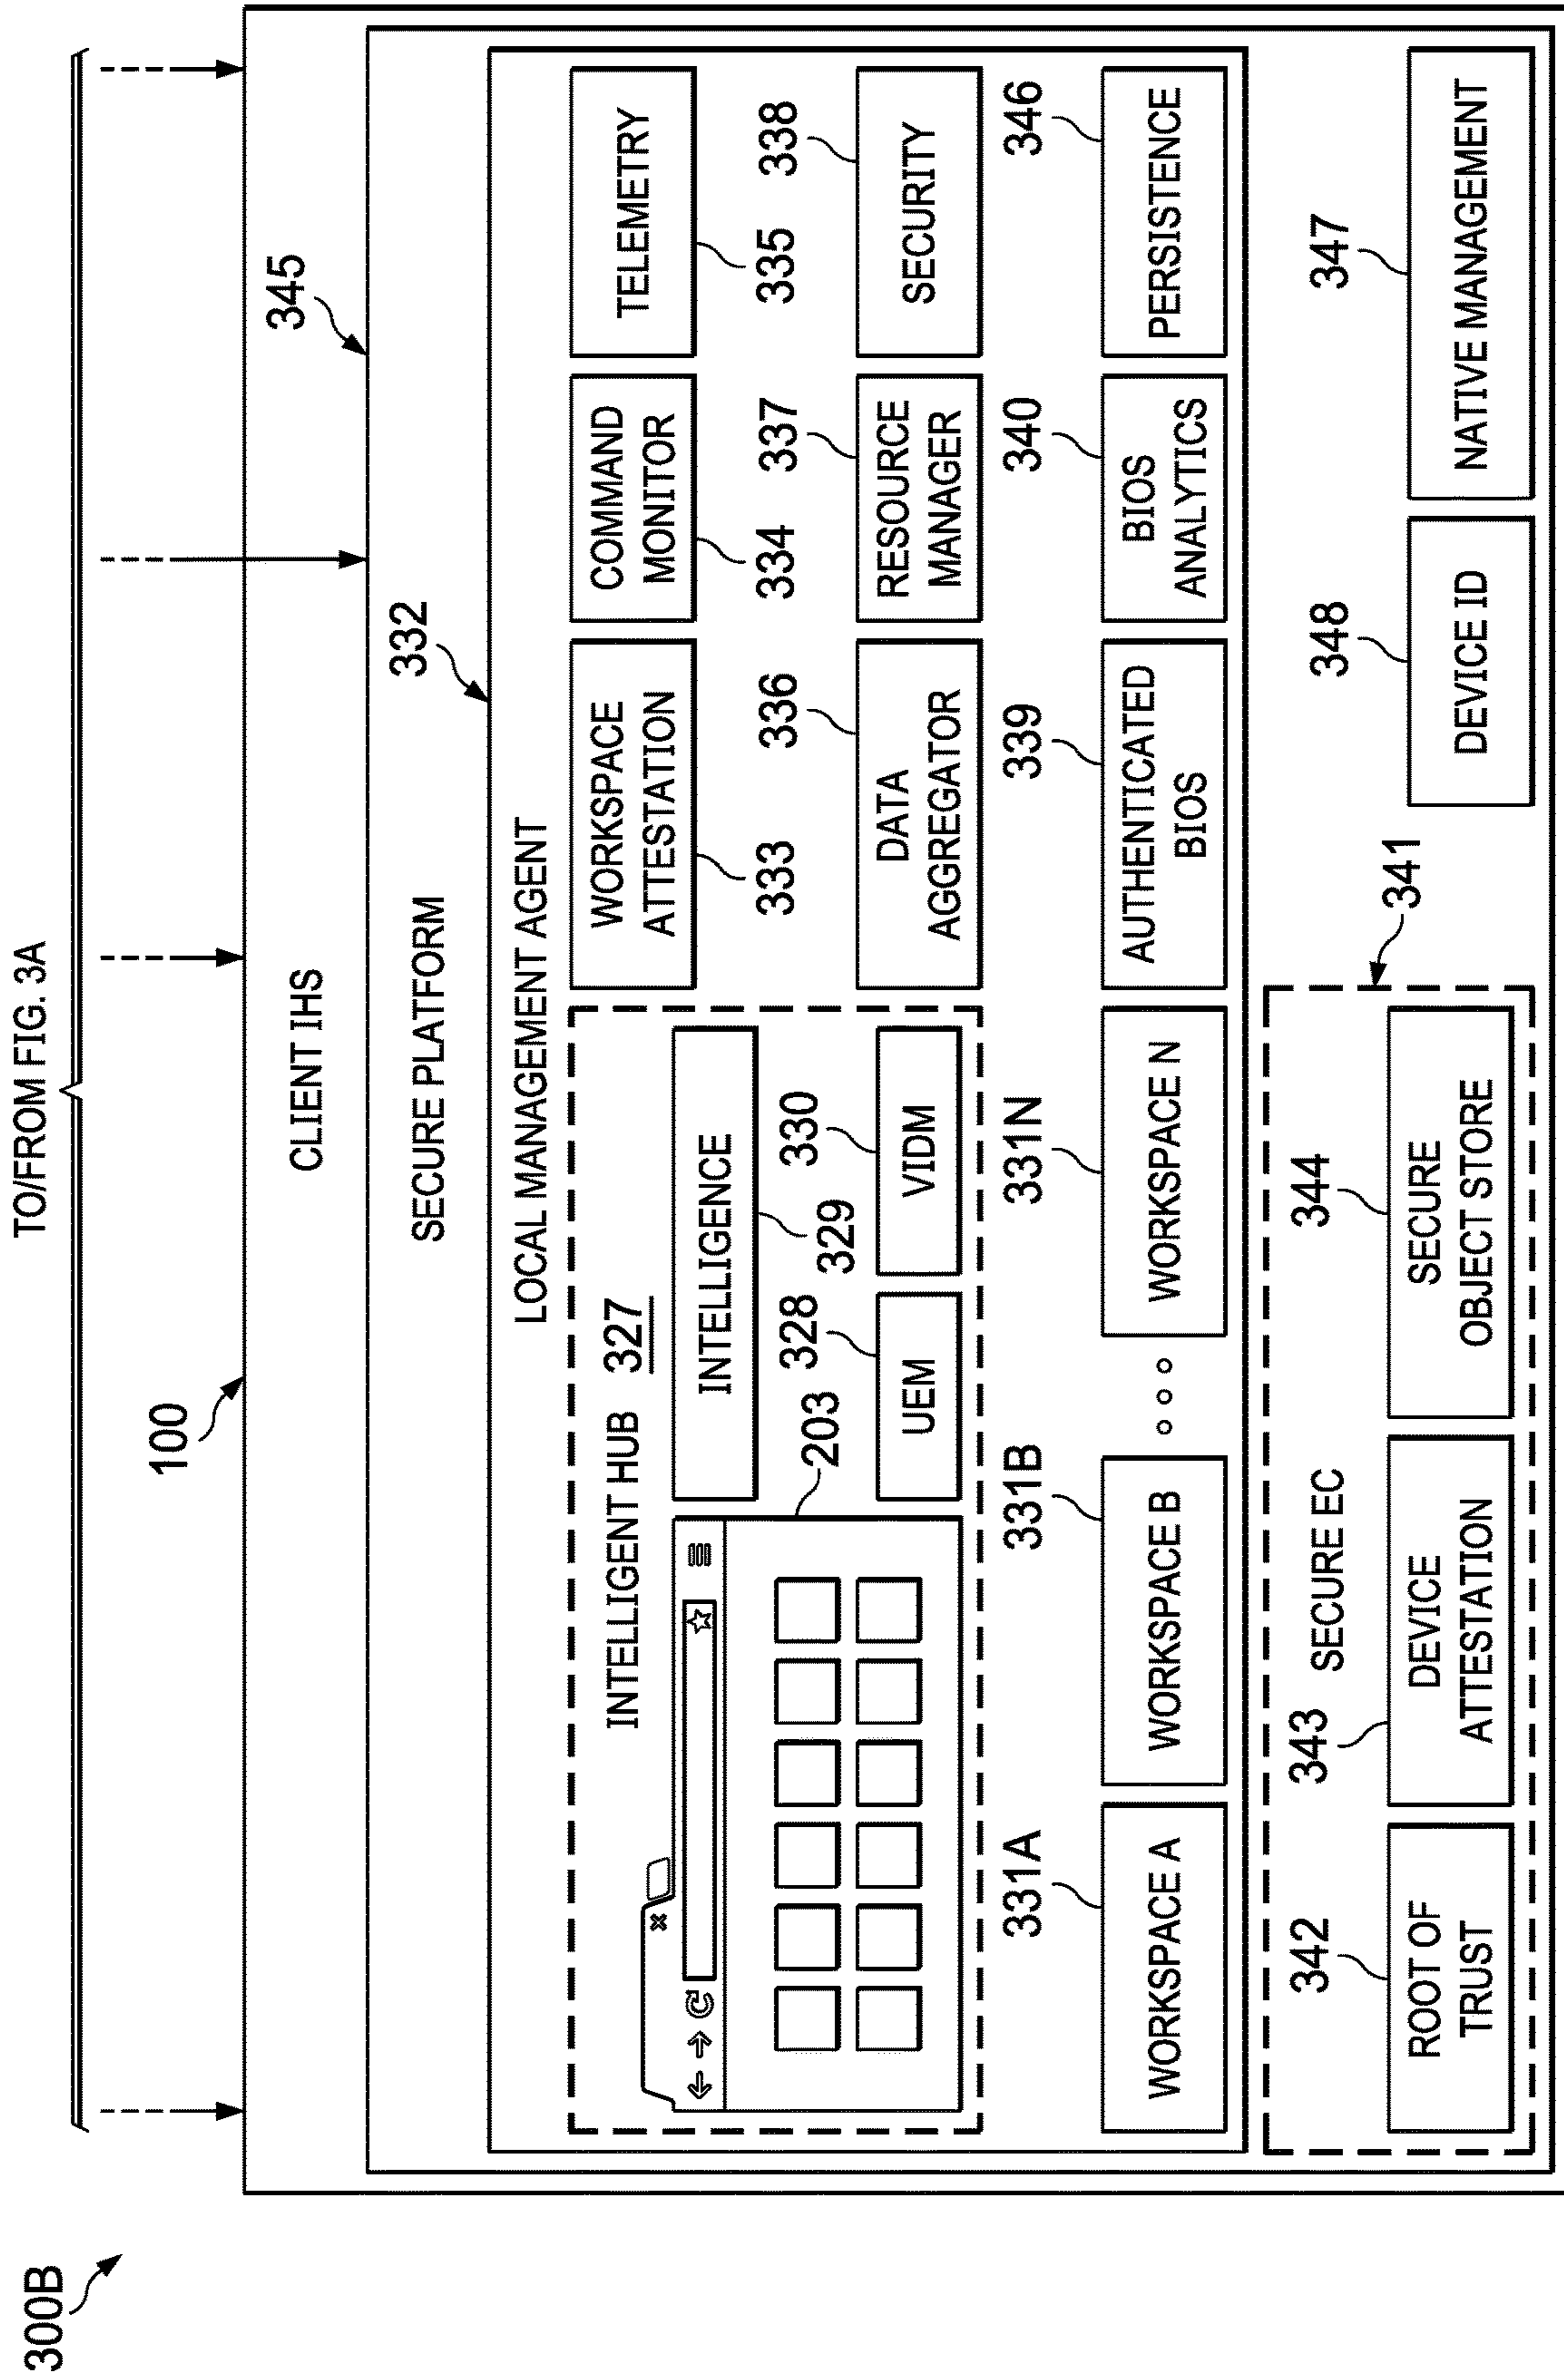 300B
TO/FROM FIG. 3A
100
CLIENT IHS
345
SECURE PLATFORM
332
LOCAL MANAGEMENT AGENT
INTELLIGENT HUB 327
INTELLIGENCE
329
203
328
330
UEM
VIDM
WORKSPACE
ATTESTATION
333
COMMAND
MONITOR
334
TELEMETRY
335
336
DATA
AGGREGATOR
337
RESOURCE
MANAGER
338
SECURITY
331A
WORKSPACE A
331B
WORKSPACE B
331N
WORKSPACE N
339
AUTHENTICATED
BIOS
340
BIOS
ANALYTICS
346
PERSISTENCE
341
SECURE EC
342
ROOT OF
TRUST
343
DEVICE
ATTESTATION
344
SECURE
OBJECT STORE
348
DEVICE ID
347
NATIVE MANAGEMENT